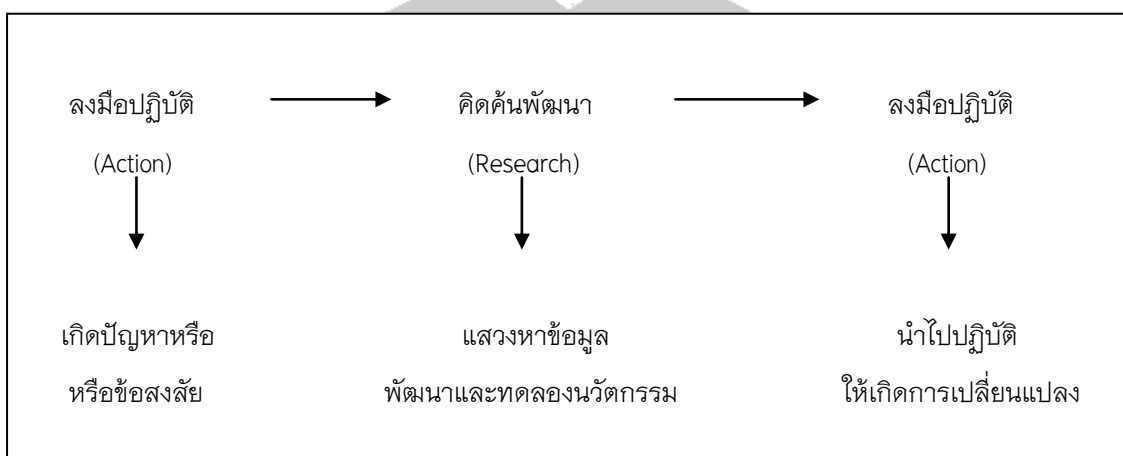 ลงมือปฏิบัติ
คิดค้นพัฒนา
ลงมือปฏิบัติ
(Action)
(Research)
(Action)
เกิดปัญหาหรือ
แสวงหาข้อมูล
นำไปปฏิบัติ
หรือข้อสงสัย
พัฒนาและทดลองนวัตกรรม
ให้เกิดการเปลี่ยนแปลง